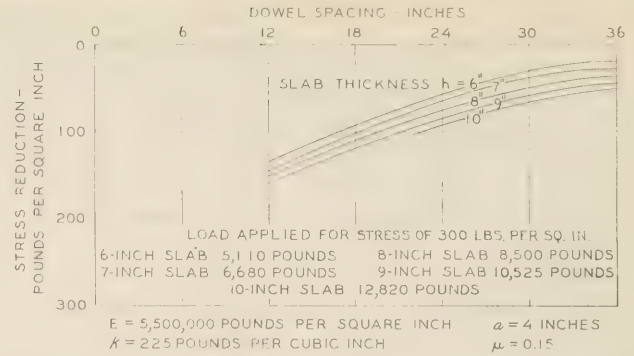 DOWEL SPACING - INCHES
0 6 12 18 24 30 36
STRESS REDUCTION -
POUNDS PER SQUARE INCH
0
100
200
300
SLAB THICKNESS h = 6" 7"
8" 9"
10"
LOAD APPLIED FOR STRESS OF 300 LBS. PER SQ. IN.
6-INCH SLAB 5,110 POUNDS 8-INCH SLAB 8,500 POUNDS
7-INCH SLAB 6,680 POUNDS 9-INCH SLAB 10,525 POUNDS
10-INCH SLAB 12,820 POUNDS
E = 5,500,000 POUNDS PER SQUARE INCH a = 4 INCHES
K = 225 POUNDS PER CUBIC INCH μ = 0.15